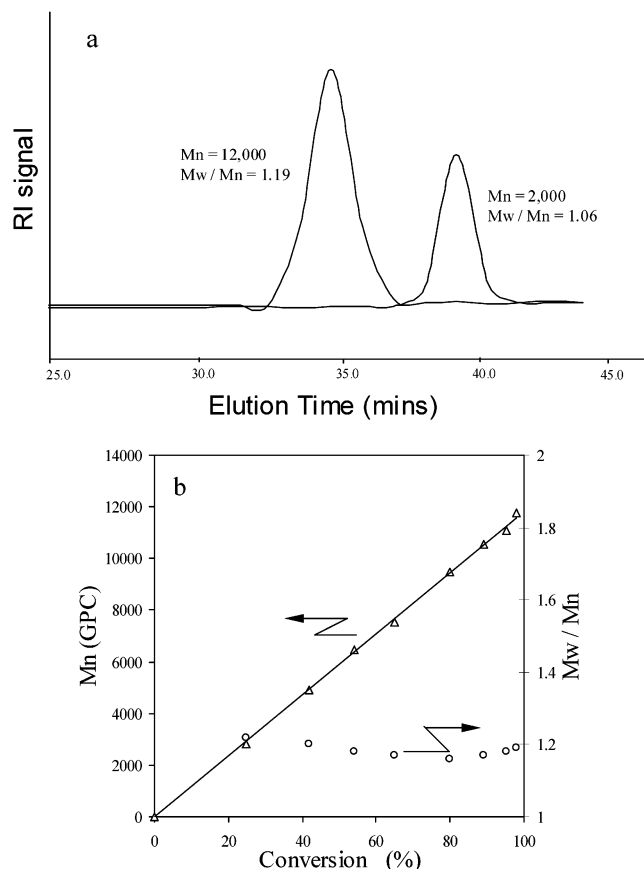 a
RI signal
Mn = 12,000
Mw / Mn = 1.19
Mn = 2,000
Mw / Mn = 1.06
25.0 30.0 35.0 40.0 45.0
Elution Time (mins)
b
Mn (GPC)
14000
12000
10000
8000
6000
4000
2000
0
2
1.8
1.6
1.4
1.2
1
Mw / Mn
0 20 40 60 80 100
Conversion (%)